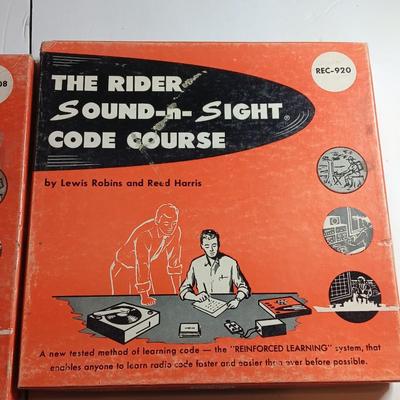 08
REC-920
THE RIDER
SOUND-n-SIGHT®
CODE COURSE
by Lewis Robins and Reed Harris
A new tested method of learning code — the "REINFORCED LEARNING" system, that
enables anyone to learn radio code faster and easier than ever before possible.